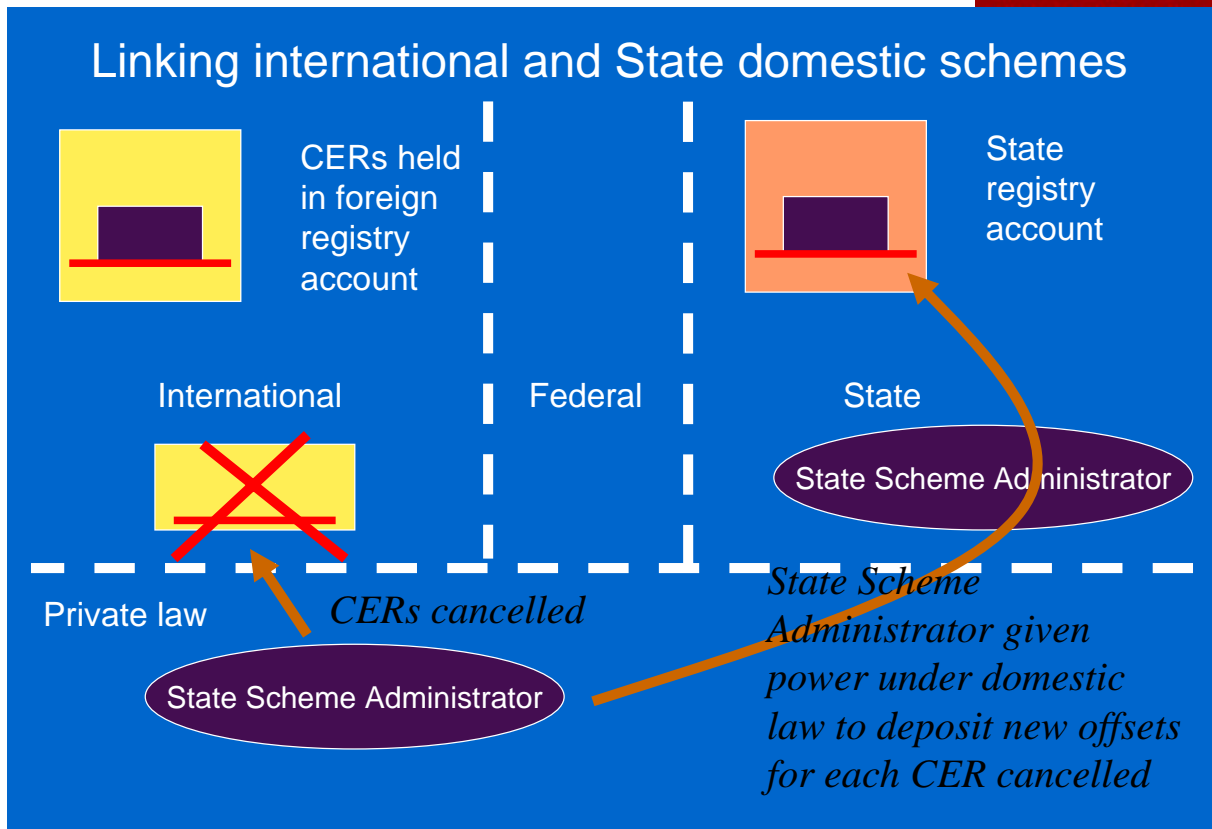 Linking international and State domestic schemes
CERs held
in foreign
registry
account
State
registry
account
International
Federal
State
State Scheme Administrator
Private law
CERs cancelled
State Scheme Administrator
State Scheme
Administrator given
power under domestic
law to deposit new offsets
for each CER cancelled